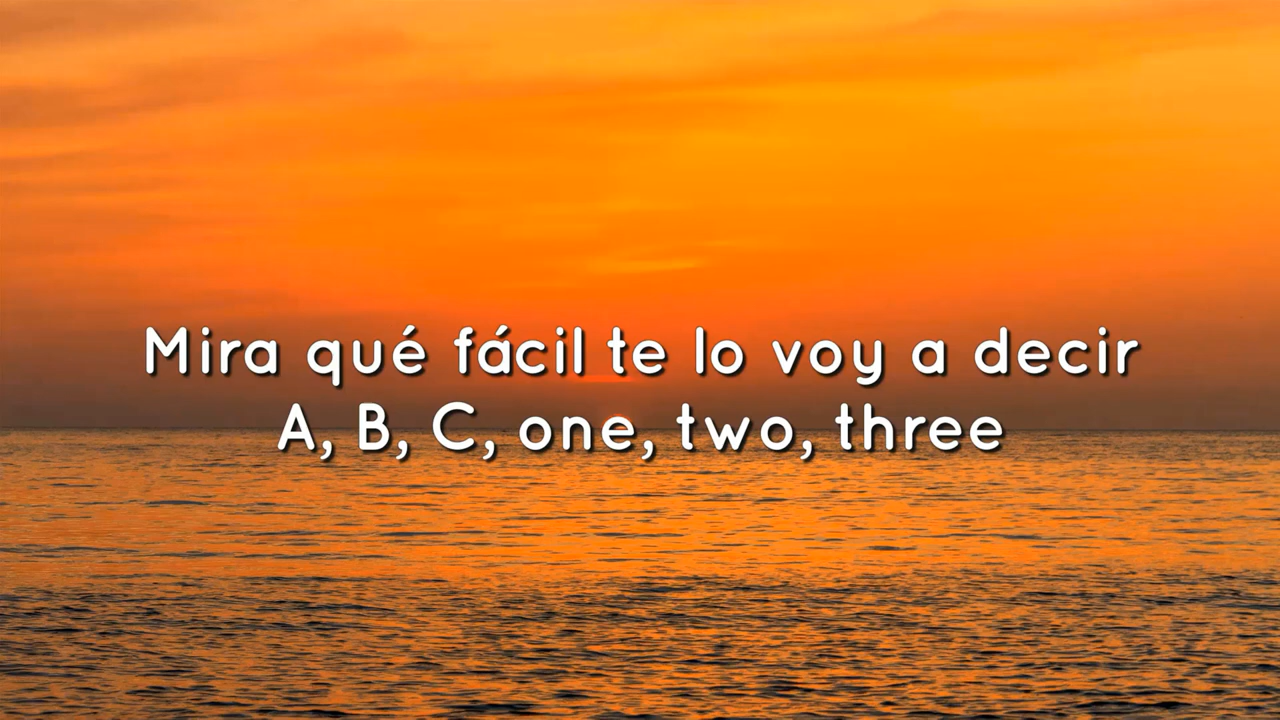 Mira qué fácil te lo voy a decir
A, B, C, one, two, three